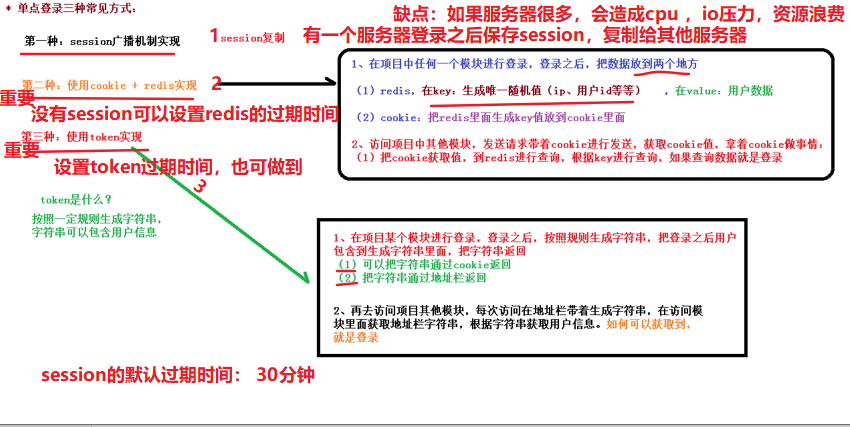 * 单点登录三种常见方式:
缺点：如果服务器很多，会造成cpu ，io压力，资源浪费
第一种：session广播机制实现
1 session复制
有一个服务器登录之后保存session，复制给其他服务器
第二种：使用cookie + redis实现
2
重要
没有session可以设置redis的过期时间
第三种：使用token实现
重要
设置token过期时间，也可做到
3
1、在项目中任何一个模块进行登录，登录之后，把数据放到两个地方
（1）redis，在key：生成唯一随机值（ip、用户id等等） ，在value：用户数据
（2）cookie：把redis里面生成key值放到cookie里面
2、访问项目中其他模块，发送请求带着cookie进行发送，获取cookie值，拿着cookie做事情：
（1）把cookie获取值，到redis进行查询，根据key进行查询，如果查询数据就是登录
token是什么？
按照一定规则生成字符串，
字符串可以包含用户信息
1、在项目某个模块进行登录，登录之后，按照规则生成字符串，把登录之后用户
包含到生成字符串里面，把字符串返回
（1）可以把字符串通过cookie返回
（2）把字符串通过地址栏返回
2、再去访问项目其他模块，每次访问在地址栏带着生成字符串，在访问模
块里面获取地址栏字符串，根据字符串获取用户信息。如何可以获取到，
就是登录
session的默认过期时间： 30分钟